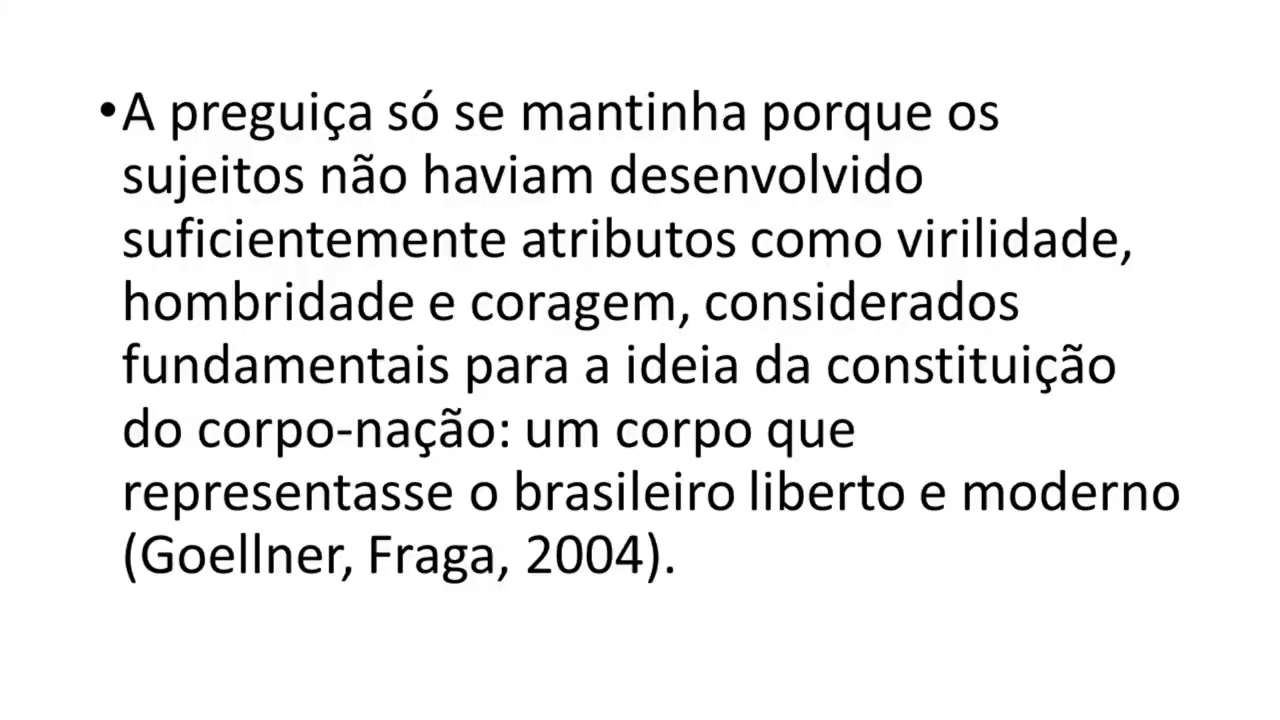 •A preguiça só se mantinha porque os
sujeitos não haviam desenvolvido
suficientemente atributos como virilidade,
hombridade e coragem, considerados
fundamentais para a ideia da constituição
do corpo-nação: um corpo que
representasse o brasileiro liberto e moderno
(Goellner, Fraga, 2004).